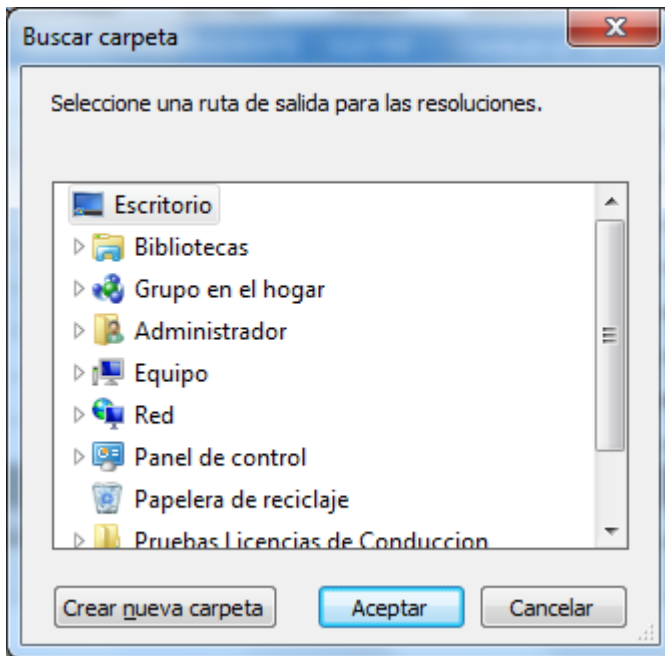 Buscar carpeta
Seleccione una ruta de salida para las resoluciones.
Escritorio
Bibliotecas
Grupo en el hogar
Administrador
Equipo
Red
Panel de control
Papelera de reciclaje
Pruebas Licencias de Conduccion
Crear nueva carpeta Aceptar Cancelar